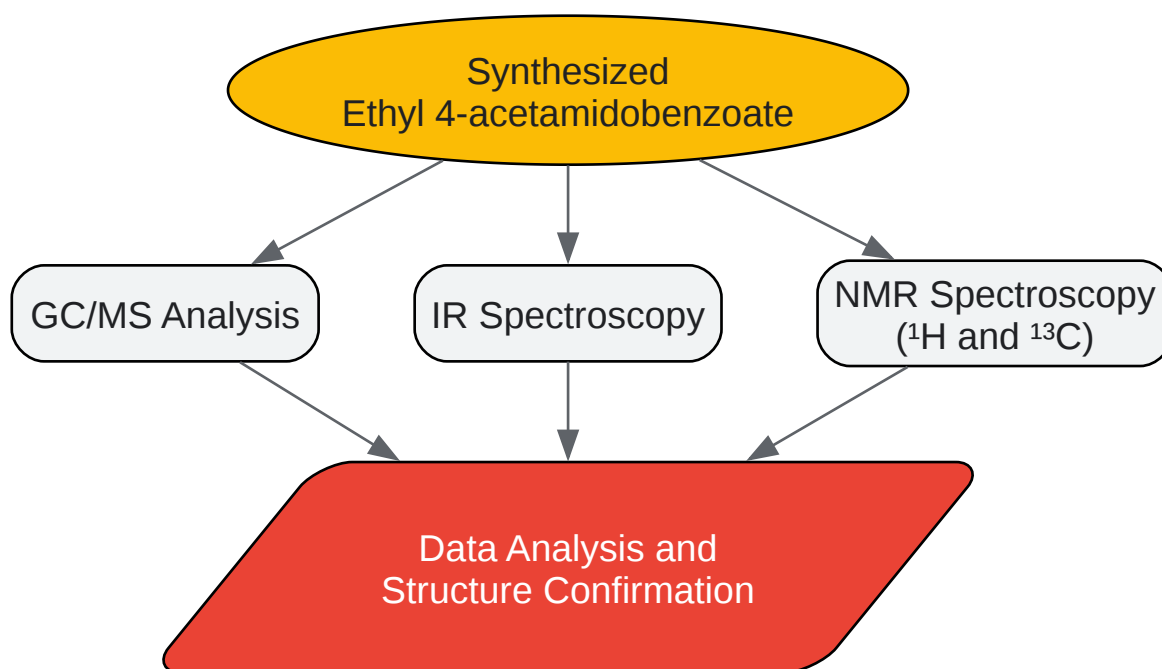 Synthesized
Ethyl 4-acetamidobenzoate
GC/MS Analysis
IR Spectroscopy
NMR Spectroscopy
(¹H and ¹³C)
Data Analysis and
Structure Confirmation